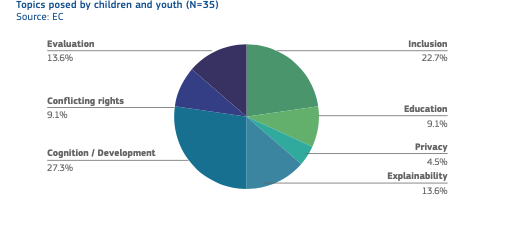 Topics posed by children and youth (N=35)
Source: EC
Evaluation
13.6%
Conflicting rights
9.1%
Cognition / Development
27.3%
Inclusion
22.7%
Education
9.1%
Privacy
4.5%
Explainability
13.6%